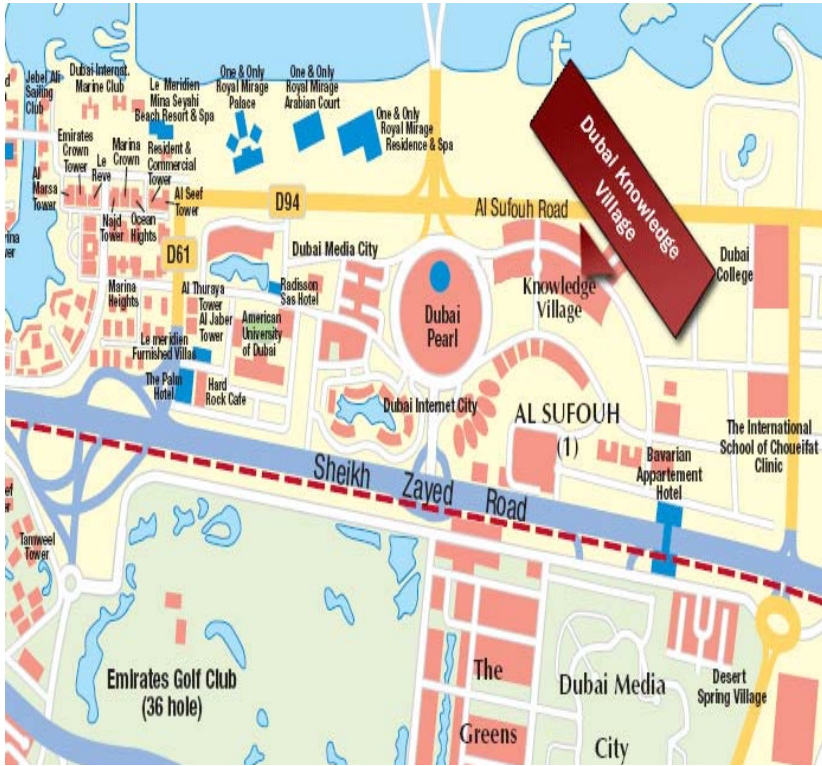 Jebel Ali
Sailing
Club
Dubai Internat.
Marine Club
Le Meridien
Mina Seyahi
Beach Resort & Spa
One & Only
Royal Mirage
Palace
One & Only
Royal Mirage
Arabian Court
One & Only
Royal Mirage
Residence & Spa
Emirates
Crown
Tower
Le
Reve
Marina
Crown
Resident &
Commercial
Tower
Al
Marsa
Tower
Najd
Tower
Ocean
Hights
Al Seef
Tower
D94
Al Sufouh Road
Dubai Knowledge
Village
D61
Dubai Media City
Dubai
College
Marina
Heights
Al Thuraya
Tower
Al Jaber
Tower
Radisson
Sas Hotel
American
University
of Dubai
Dubai
Pearl
Knowledge
Village
Le meridien
Furnished Villas
The Palm
Hotel
Hard
Rock Cafe
Dubai Internet City
AL SUFOUH
(1)
Bavarian
Appartement
Hotel
The International
School of Choueifat
Clinic
Sheikh Zayed Road
Tamweel
Tower
Emirates Golf Club
(36 hole)
The
Greens
Dubai Media
City
Desert
Spring Village